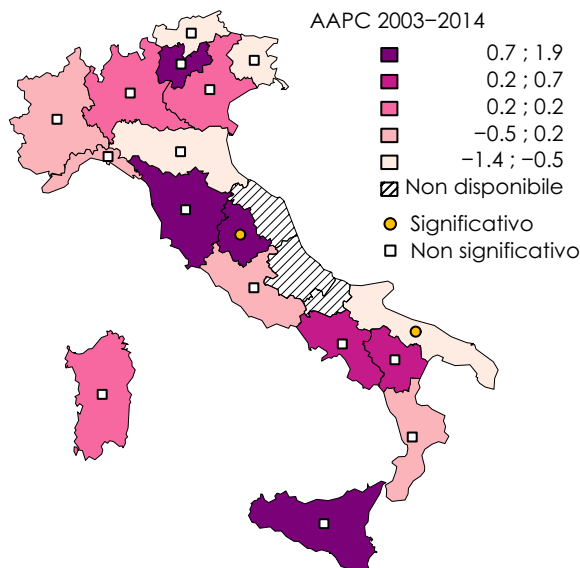 AAPC 2003−2014
0.7 ; 1.9
0.2 ; 0.7
0.2 ; 0.2
−0.5 ; 0.2
−1.4 ; −0.5
Non disponibile
Significativo
Non significativo